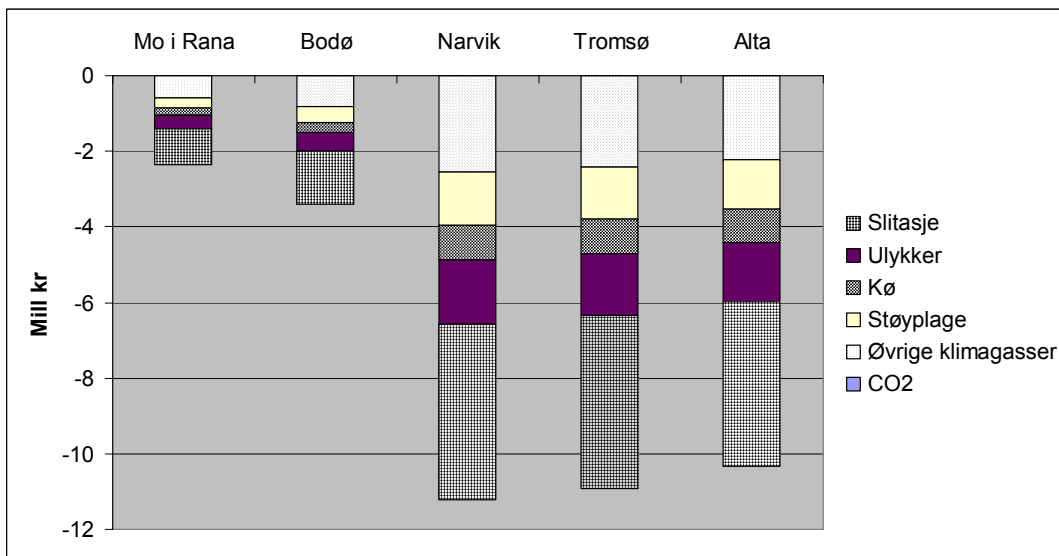 Mo i Rana Bodø Narvik Tromsø Alta
0
-2
-4
-6
-8
-10
-12
Mill kr
Slitasje
Ulykker
Kø
Støyplage
Øvrige klimagasser
CO2